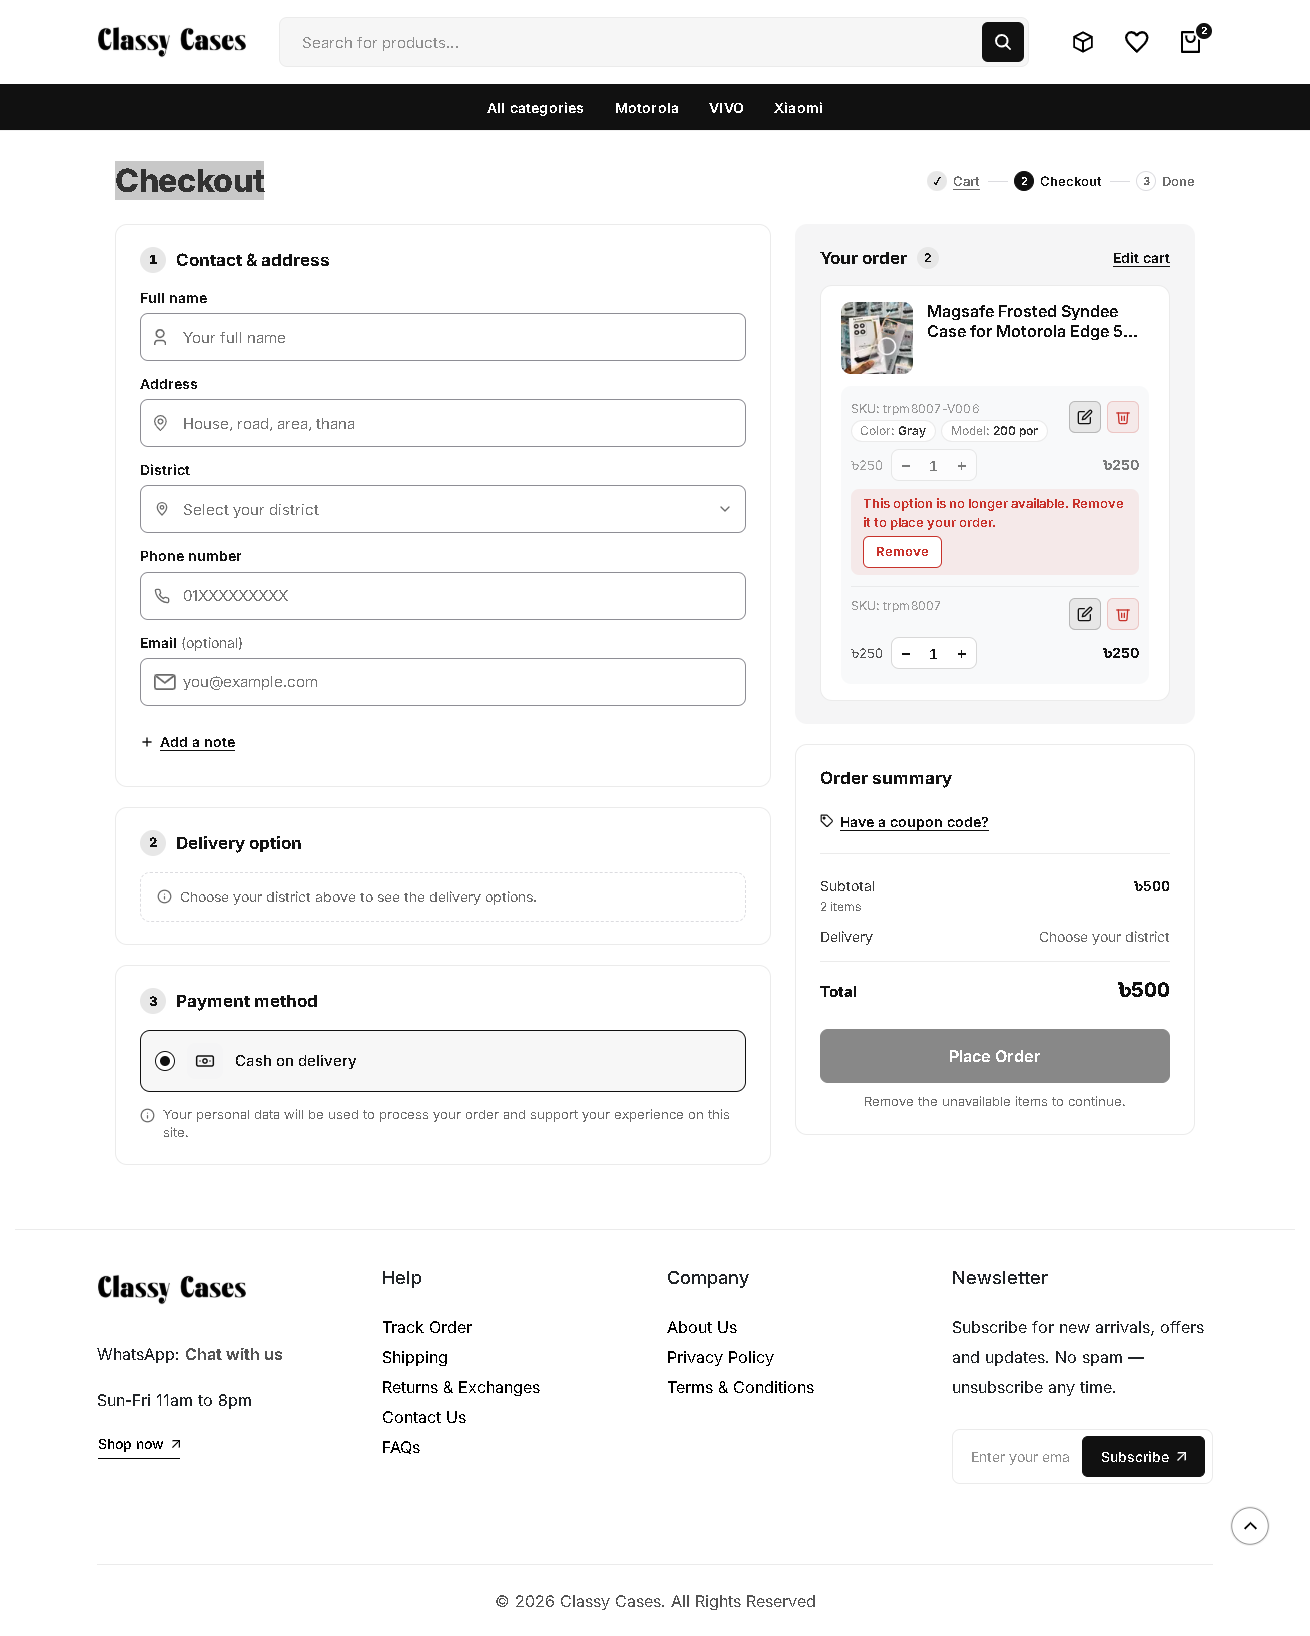 Classy Cases
Search for products...
2
All categories Motorola VIVO Xiaomi
Checkout
✓ Cart 2 Checkout 3 Done
1 Contact & address
Full name
Your full name
Address
House, road, area, thana
District
Select your district
Phone number
01XXXXXXXXX
Email (optional)
you@example.com
+ Add a note
2 Delivery option
Choose your district above to see the delivery options.
3 Payment method
Cash on delivery
Your personal data will be used to process your order and support your experience on this
site.
Your order 2 Edit cart
Magsafe Frosted Syndee
Case for Motorola Edge 5...
SKU: trpm8007-V006
Color: Gray Model: 200 por
৳250 − 1 + ৳250
This option is no longer available. Remove
it to place your order.
Remove
SKU: trpm8007
৳250 − 1 + ৳250
Order summary
Have a coupon code?
Subtotal ৳500
2 items
Delivery Choose your district
Total ৳500
Place Order
Remove the unavailable items to continue.
Classy Cases
WhatsApp: Chat with us
Sun-Fri 11am to 8pm
Shop now
Help
Track Order
Shipping
Returns & Exchanges
Contact Us
FAQs
Company
About Us
Privacy Policy
Terms & Conditions
Newsletter
Subscribe for new arrivals, offers
and updates. No spam —
unsubscribe any time.
Enter your ema Subscribe
© 2026 Classy Cases. All Rights Reserved